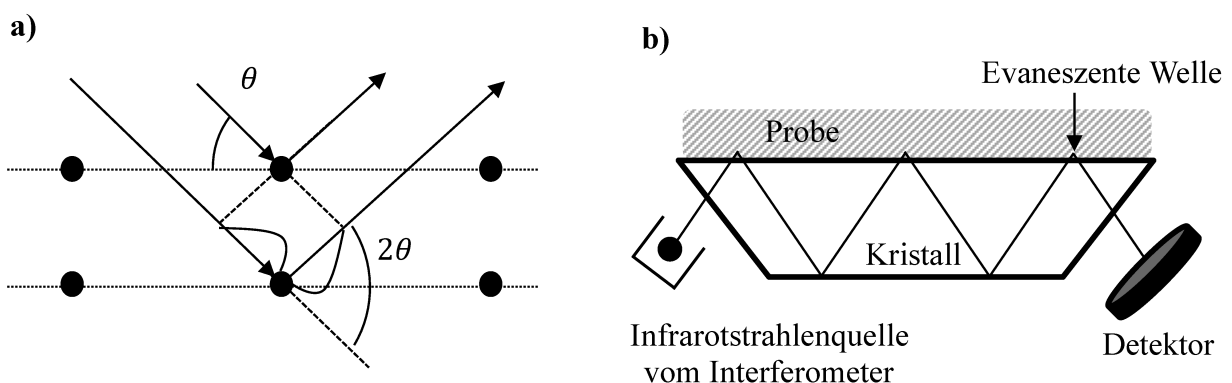 a)
θ
2θ
b)
Evaneszente Welle
Probe
Kristall
Infrarotstrahlenquelle
vom Interferometer
Detektor